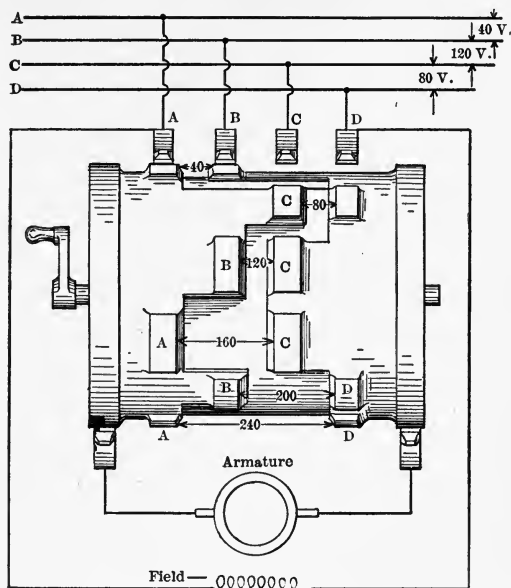 A
40 V.
B
120 V.
C
80 V.
D
A B C D
40
C 80
B 120 C
A 160 C
B 200 D
A 240 D
Armature
Field